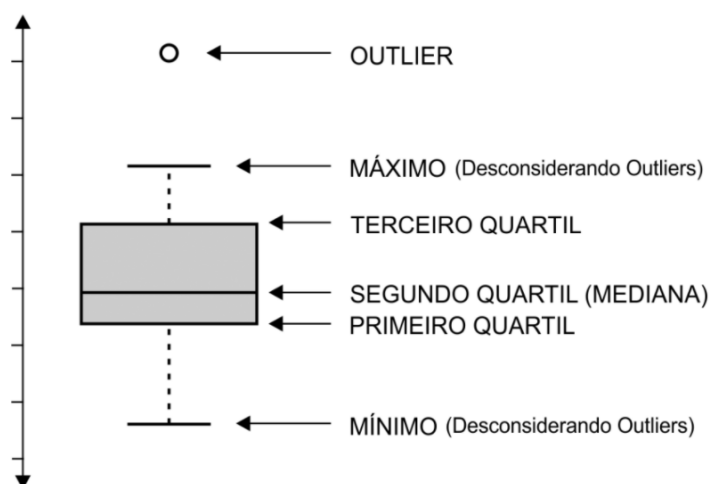 OUTLIER
MÁXIMO (Desconsiderando Outliers)
TERCEIRO QUARTIL
SEGUNDO QUARTIL (MEDIANA)
PRIMEIRO QUARTIL
MÍNIMO (Desconsiderando Outliers)